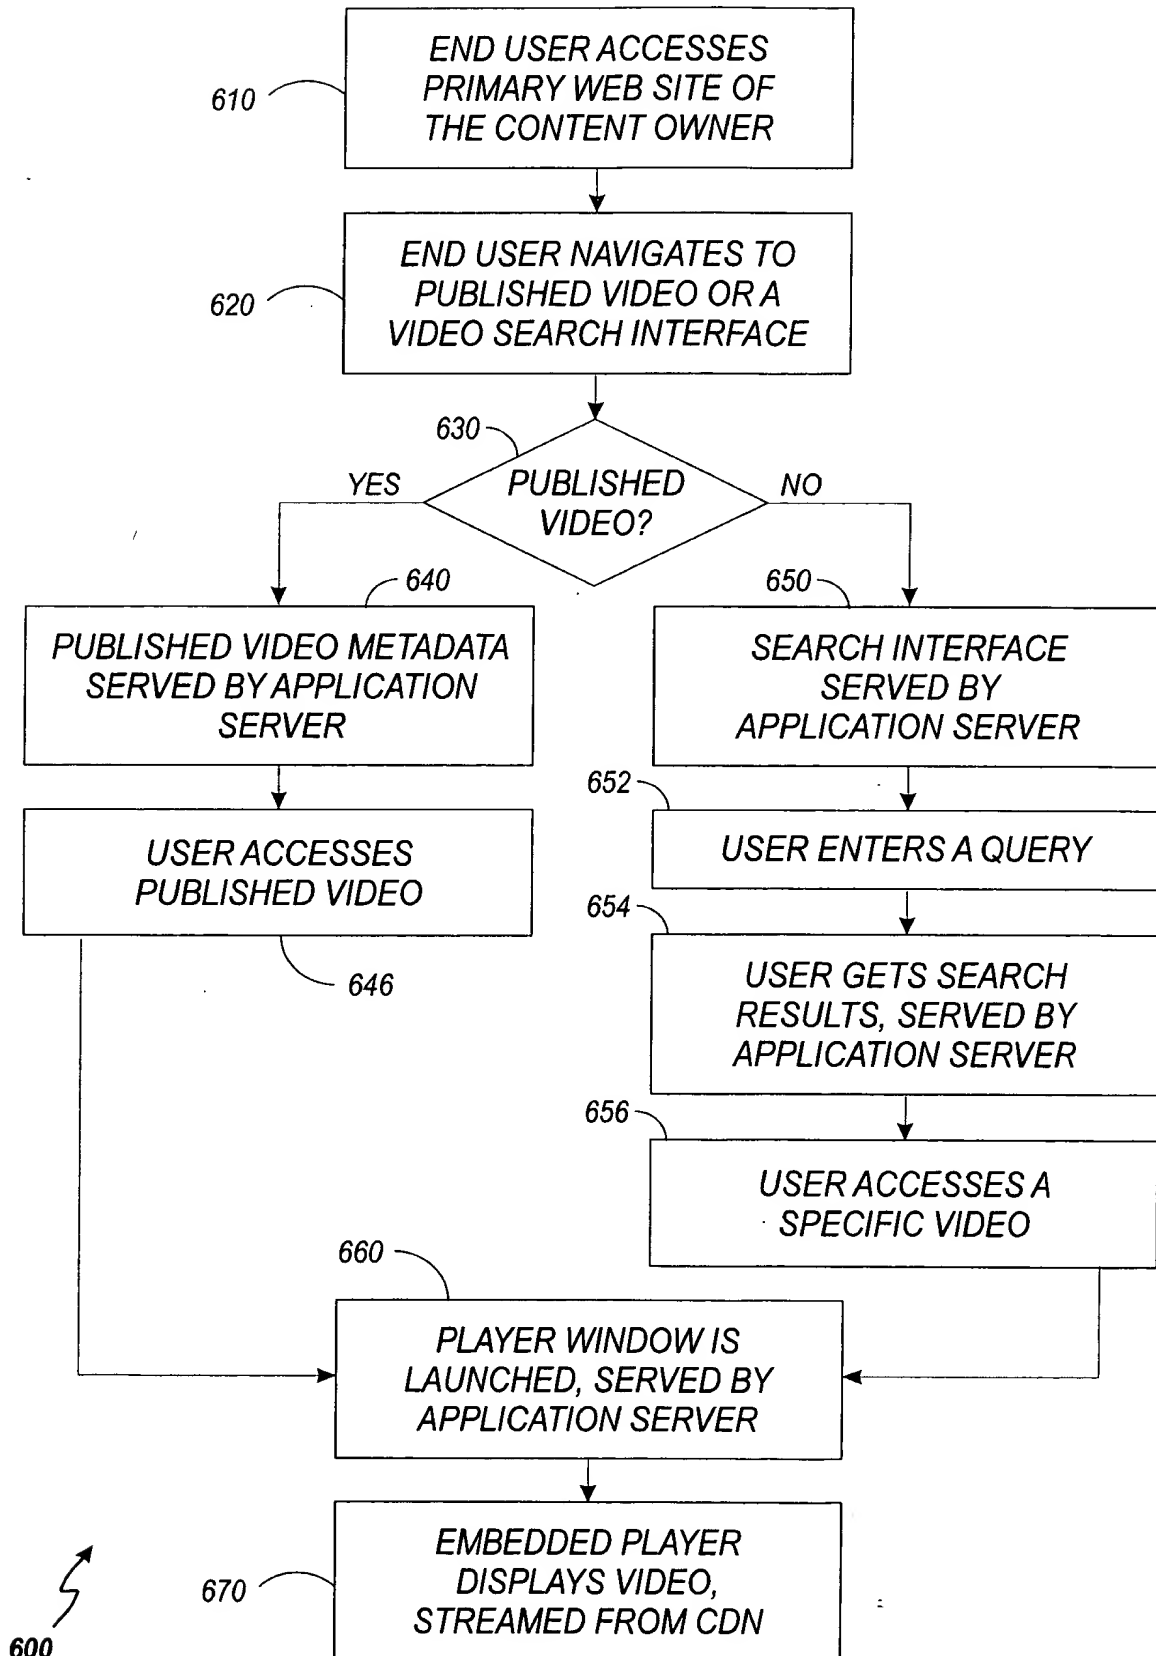 END USER ACCESSES
PRIMARY WEB SITE OF
THE CONTENT OWNER
610
END USER NAVIGATES TO
PUBLISHED VIDEO OR A
VIDEO SEARCH INTERFACE
620
630
PUBLISHED
VIDEO?
YES
NO
640
PUBLISHED VIDEO METADATA
SERVED BY APPLICATION
SERVER
USER ACCESSES
PUBLISHED VIDEO
646
650
SEARCH INTERFACE
SERVED BY
APPLICATION SERVER
652
USER ENTERS A QUERY
654
USER GETS SEARCH
RESULTS, SERVED BY
APPLICATION SERVER
656
USER ACCESSES A
SPECIFIC VIDEO
660
PLAYER WINDOW IS
LAUNCHED, SERVED BY
APPLICATION SERVER
EMBEDDED PLAYER
DISPLAYS VIDEO,
STREAMED FROM CDN
670
600